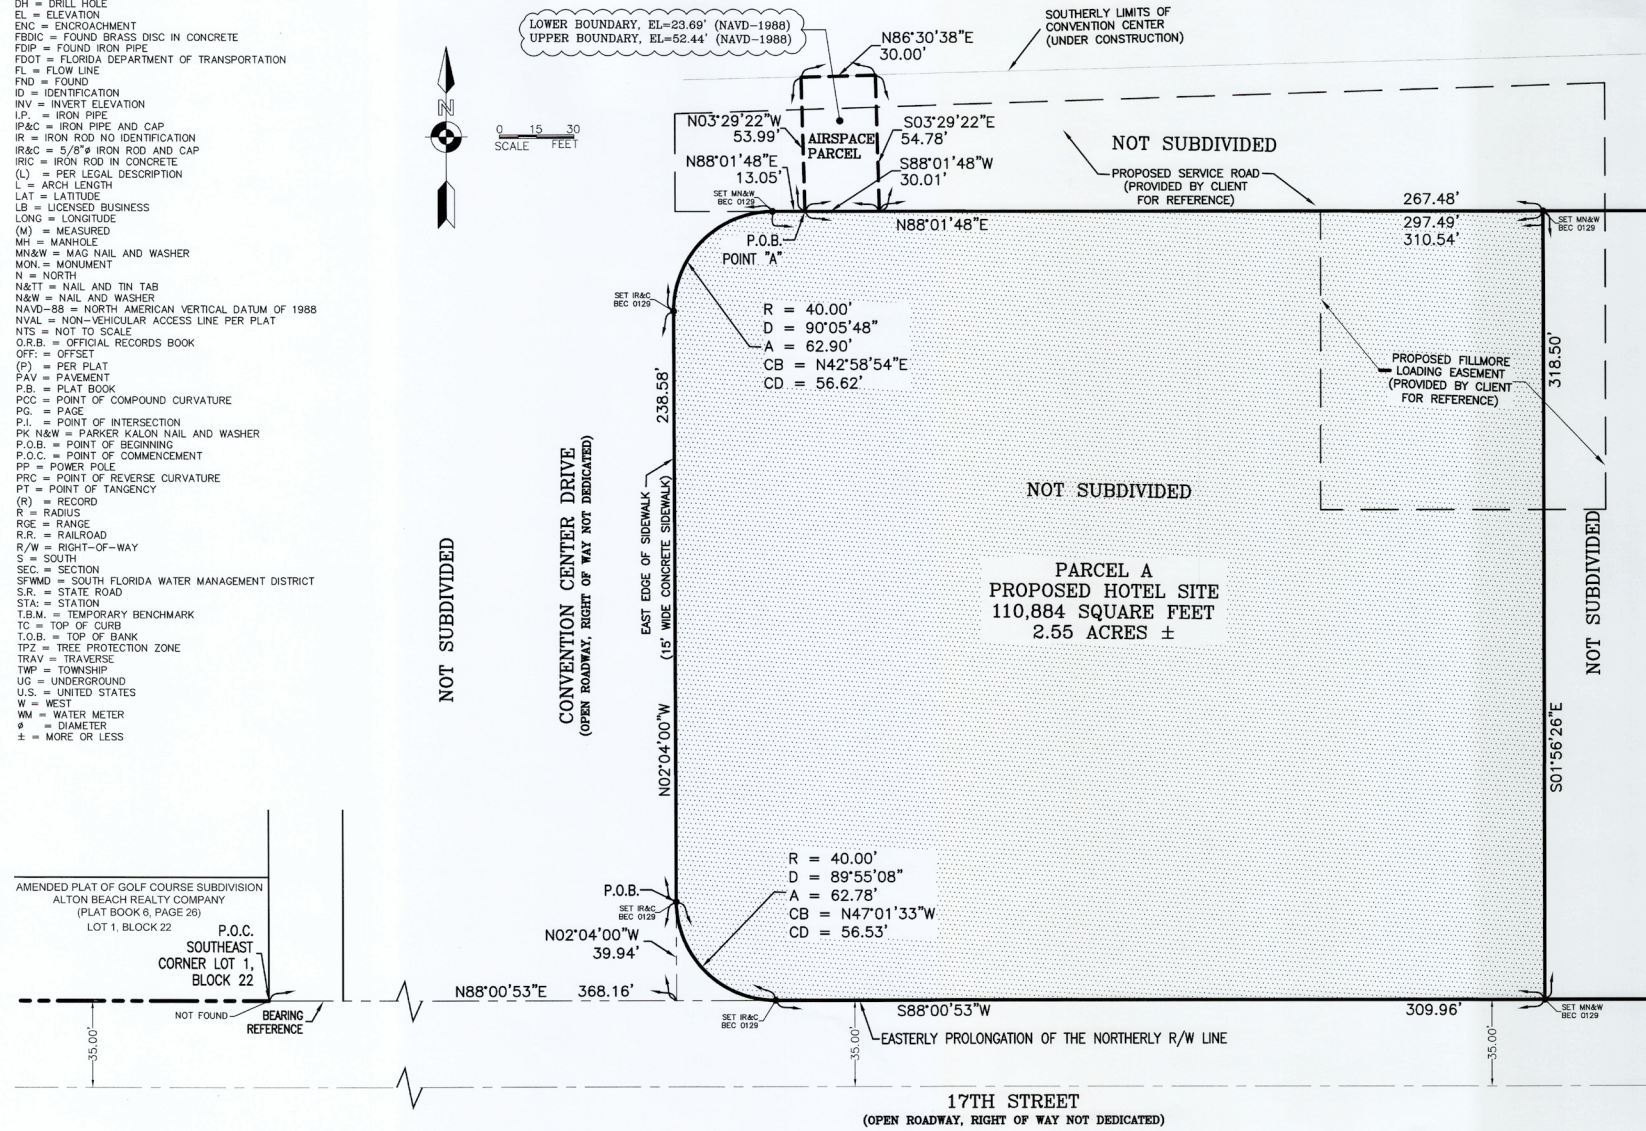 DH = DRILL HOLE
EL = ELEVATION
ENC = ENCROACHMENT
FBDIC = FOUND BRASS DISC IN CONCRETE
FDIP = FOUND IRON PIPE
FDOT = FLORIDA DEPARTMENT OF TRANSPORTATION
FL = FLOW LINE
FND = FOUND
ID = IDENTIFICATION
INV = INVERT ELEVATION
I.P. = IRON PIPE
IP&C = IRON PIPE AND CAP
IR = IRON ROD NO IDENTIFICATION
IR&C = 5/8"ø IRON ROD AND CAP
IRIC = IRON ROD IN CONCRETE
(L) = PER LEGAL DESCRIPTION
L = ARCH LENGTH
LAT = LATITUDE
LB = LICENSED BUSINESS
LONG = LONGITUDE
(M) = MEASURED
MH = MANHOLE
MN&W = MAG NAIL AND WASHER
MON. = MONUMENT
N = NORTH
N&TT = NAIL AND TIN TAB
N&W = NAIL AND WASHER
NAVD-88 = NORTH AMERICAN VERTICAL DATUM OF 1988
NVAL = NON-VEHICULAR ACCESS LINE PER PLAT
NTS = NOT TO SCALE
O.R.B. = OFFICIAL RECORDS BOOK
OFF: = OFFSET
(P) = PER PLAT
PAV = PAVEMENT
P.B. = PLAT BOOK
PCC = POINT OF COMPOUND CURVATURE
PG. = PAGE
P.I. = POINT OF INTERSECTION
PK N&W = PARKER KALON NAIL AND WASHER
P.O.B. = POINT OF BEGINNING
P.O.C. = POINT OF COMMENCEMENT
PP = POWER POLE
PRC = POINT OF REVERSE CURVATURE
PT = POINT OF TANGENCY
(R) = RECORD
R = RADIUS
RGE = RANGE
R.R. = RAILROAD
R/W = RIGHT-OF-WAY
S = SOUTH
SEC. = SECTION
SFWMD = SOUTH FLORIDA WATER MANAGEMENT DISTRICT
S.R. = STATE ROAD
STA: = STATION
T.B.M. = TEMPORARY BENCHMARK
TC = TOP OF CURB
T.O.B. = TOP OF BANK
TPZ = TREE PROTECTION ZONE
TRAV = TRAVERSE
TWP = TOWNSHIP
UG = UNDERGROUND
U.S. = UNITED STATES
W = WEST
WM = WATER METER
ø = DIAMETER
± = MORE OR LESS
LOWER BOUNDARY, EL=23.69' (NAVD-1988)
UPPER BOUNDARY, EL=52.44' (NAVD-1988)
N86°30'38"E
30.00'
SOUTHERLY LIMITS OF
CONVENTION CENTER
(UNDER CONSTRUCTION)
N
0 15 30
SCALE FEET
N03°29'22"W
53.99'
AIRSPACE
PARCEL
S03°29'22"E
54.78'
N88°01'48"E
13.05'
S88°01'48"W
30.01'
NOT SUBDIVIDED
PROPOSED SERVICE ROAD
(PROVIDED BY CLIENT
FOR REFERENCE)
SET MN&W
BEC 0129
267.48'
297.49'
310.54'
SET MN&W
BEC 0129
N88°01'48"E
P.O.B.
POINT "A"
SET IR&C
BEC 0129
R = 40.00'
D = 90°05'48"
A = 62.90'
CB = N42°58'54"E
CD = 56.62'
238.58'
318.50'
PROPOSED FILLMORE
LOADING EASEMENT
(PROVIDED BY CLIENT
FOR REFERENCE)
NOT SUBDIVIDED
CONVENTION CENTER DRIVE
(OPEN ROADWAY, RIGHT OF WAY NOT DEDICATED)
EAST EDGE OF SIDEWALK
(15' WIDE CONCRETE SIDEWALK)
NOT SUBDIVIDED
NOT SUBDIVIDED
PARCEL A
PROPOSED HOTEL SITE
110,884 SQUARE FEET
2.55 ACRES ±
N02°04'00"W
S01°56'26"E
AMENDED PLAT OF GOLF COURSE SUBDIVISION
ALTON BEACH REALTY COMPANY
(PLAT BOOK 6, PAGE 26)
LOT 1, BLOCK 22
P.O.C.
SOUTHEAST
CORNER LOT 1,
BLOCK 22
P.O.B.
SET IR&C
BEC 0129
R = 40.00'
D = 89°55'08"
A = 62.78'
CB = N47°01'33"W
CD = 56.53'
N02°04'00"W
39.94'
N88°00'53"E 368.16'
NOT FOUND
BEARING
REFERENCE
SET IR&C
BEC 0129
S88°00'53"W
309.96'
SET MN&W
BEC 0129
EASTERLY PROLONGATION OF THE NORTHERLY R/W LINE
35.00'
35.00'
35.00'
17TH STREET
(OPEN ROADWAY, RIGHT OF WAY NOT DEDICATED)